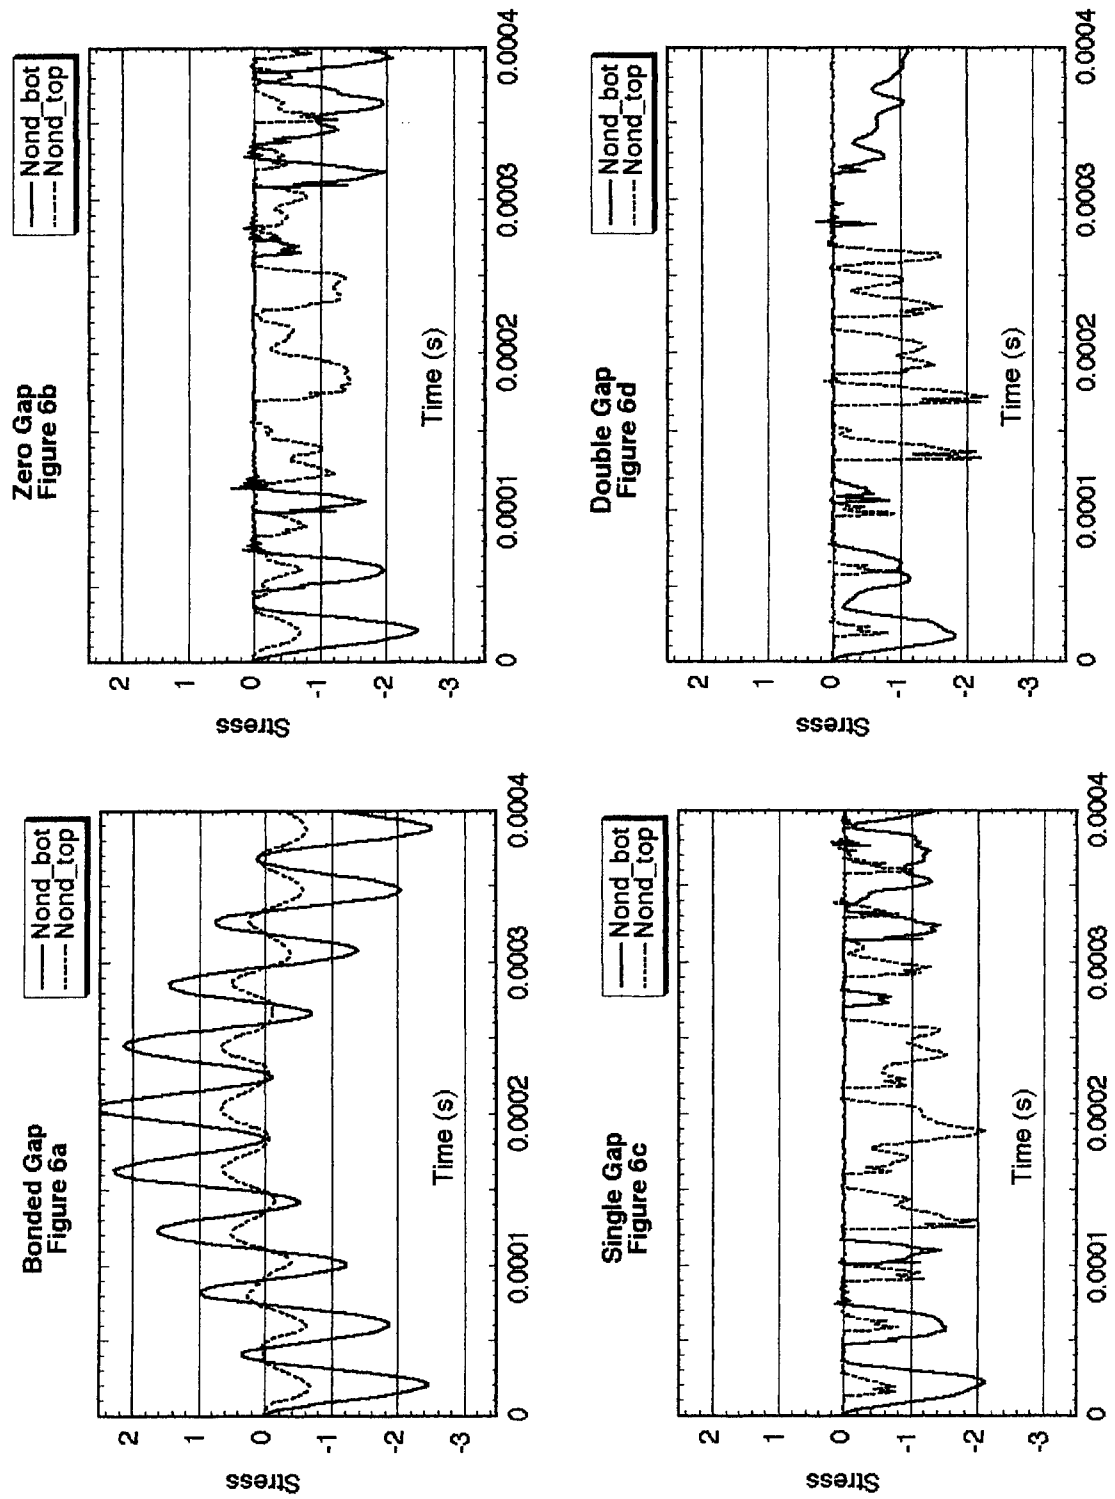 Bonded Gap
Figure 6a
Nond_bot
Nond_top
Stress
2
1
0
-1
-2
-3
0
0.0001
0.0002
0.0003
0.0004
Time (s)
Zero Gap
Figure 6b
Nond_bot
Nond_top
Stress
2
1
0
-1
-2
-3
0
0.0001
0.0002
0.0003
0.0004
Time (s)
Single Gap
Figure 6c
Nond_bot
Nond_top
Stress
2
1
0
-1
-2
-3
0
0.0001
0.0002
0.0003
0.0004
Time (s)
Double Gap
Figure 6d
Nond_bot
Nond_top
Stress
2
1
0
-1
-2
-3
0
0.0001
0.0002
0.0003
0.0004
Time (s)